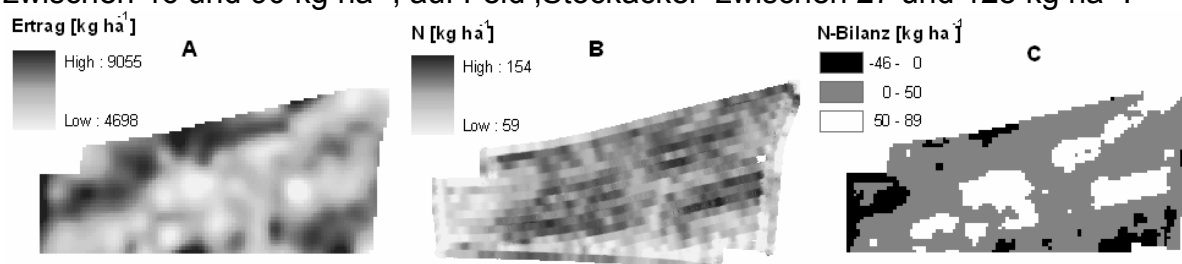 Ertrag [kg ha-1]
A
High : 9055
Low : 4698
N [kg ha-1]
B
High : 154
Low : 59
N-Bilanz [kg ha-1]
C
-46 - 0
0 - 50
50 - 89